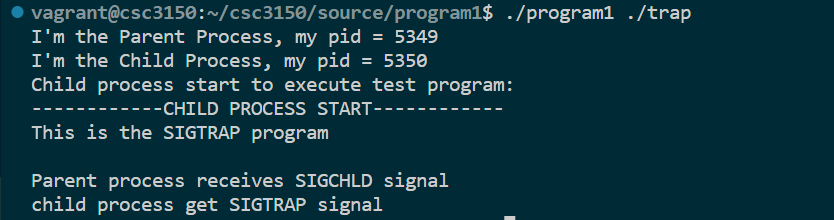 vagrant@csc3150:~/csc3150/source/program1$ ./program1 ./trap
I'm the Parent Process, my pid = 5349
I'm the Child Process, my pid = 5350
Child process start to execute test program:
------------CHILD PROCESS START------------
This is the SIGTRAP program
Parent process receives SIGCHLD signal
child process get SIGTRAP signal